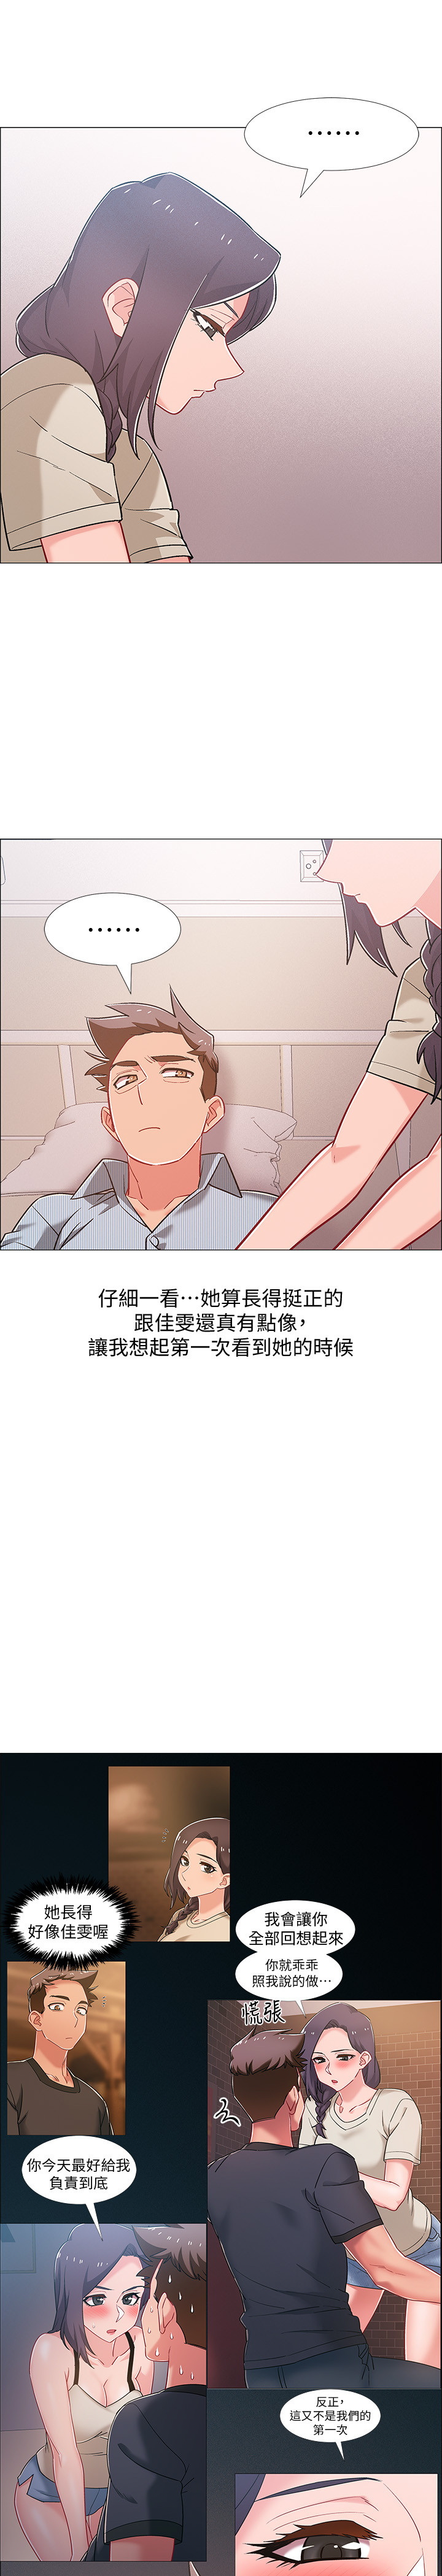 ⋯⋯
⋯⋯
仔細一看⋯她算長得挺正的
跟佳雯還真有點像，
讓我想起第一次看到她的時候
她長得
好像佳雯喔
我會讓你
全部回想起來
你就乖乖
照我說的做⋯
慌張
你今天最好給我
負責到底
反正，
這又不是我們的
第一次